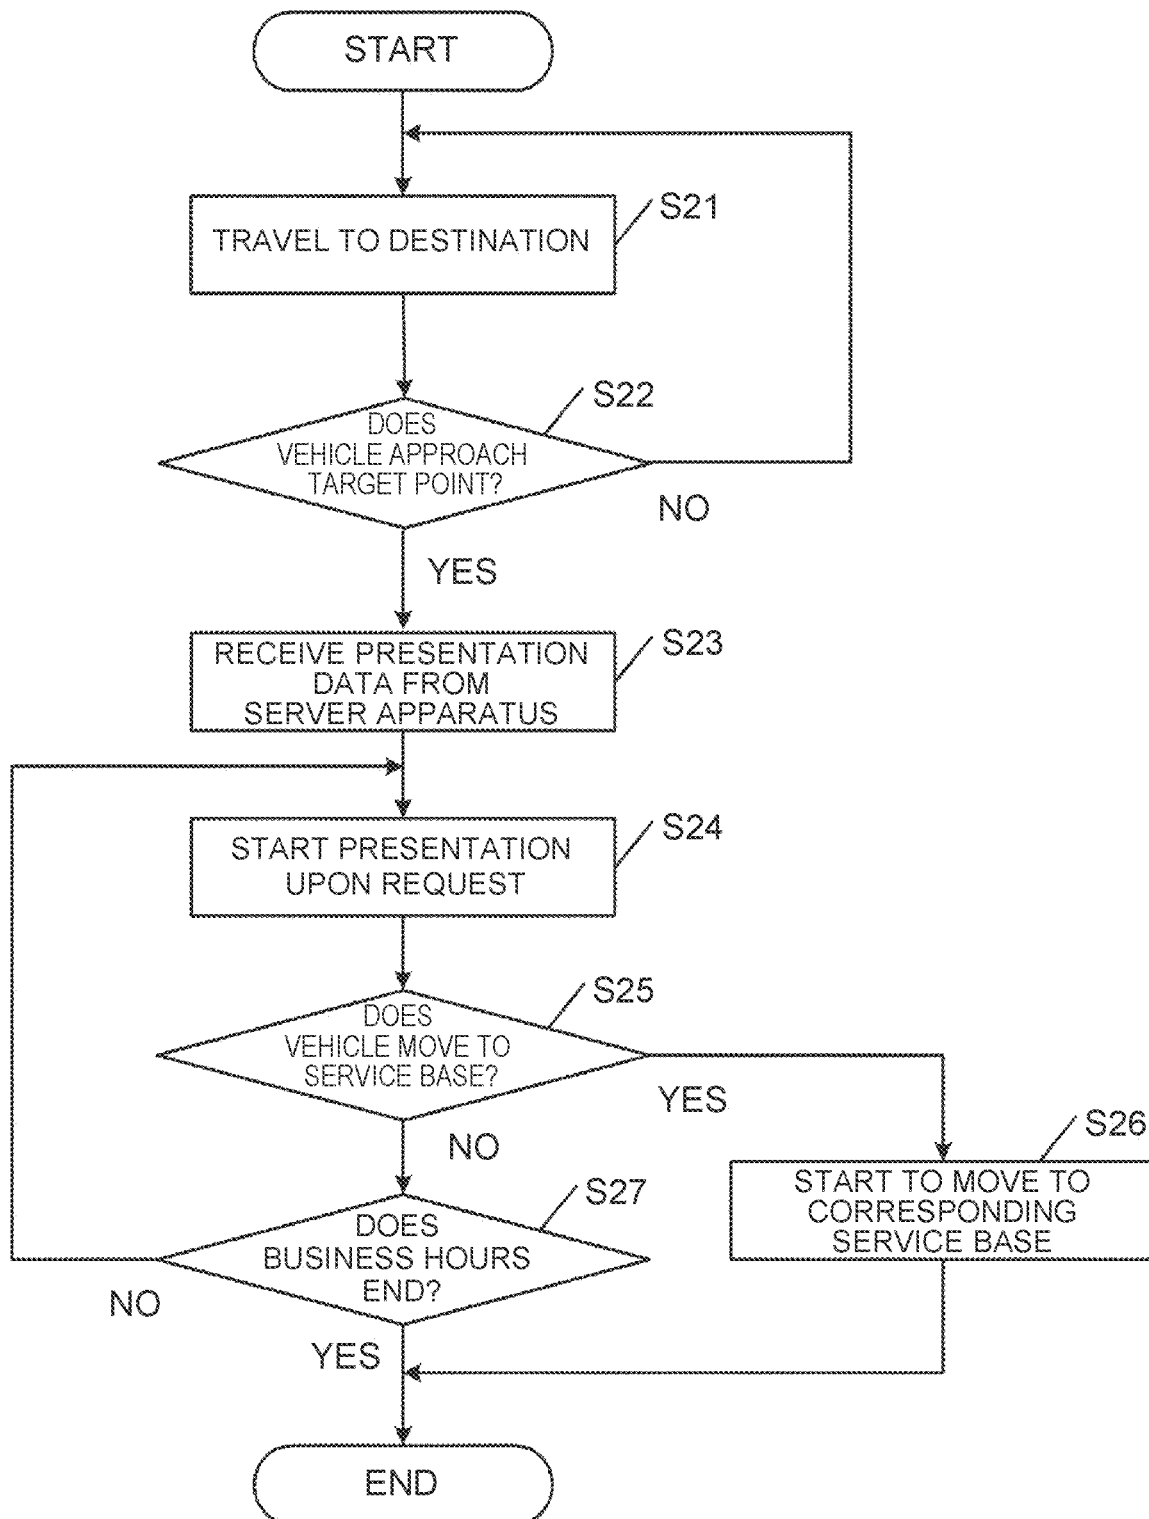 START
S21
TRAVEL TO DESTINATION
S22
DOES
VEHICLE APPROACH
TARGET POINT?
NO
YES
S23
RECEIVE PRESENTATION
DATA FROM
SERVER APPARATUS
S24
START PRESENTATION
UPON REQUEST
S25
DOES
VEHICLE MOVE TO
SERVICE BASE?
YES
NO
S26
START TO MOVE TO
CORRESPONDING
SERVICE BASE
S27
DOES
BUSINESS HOURS
END?
NO
YES
END